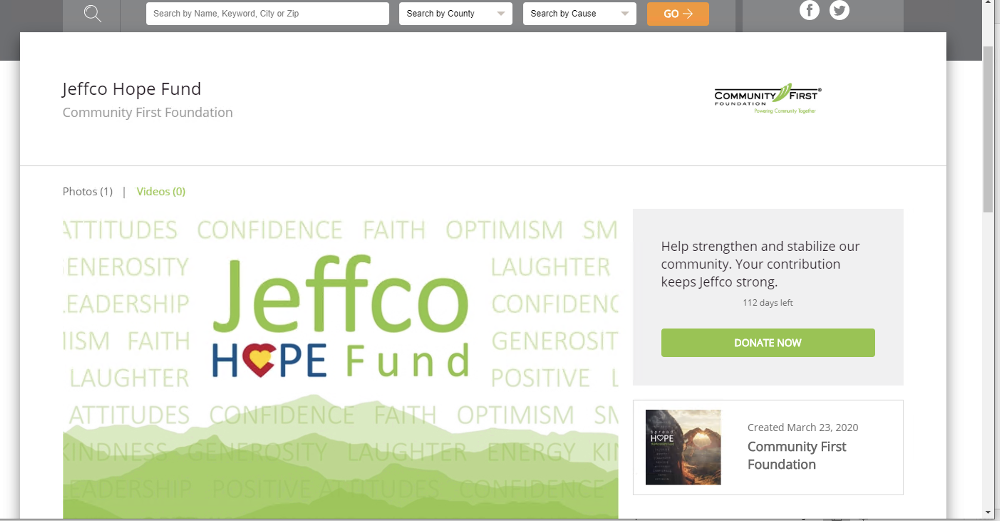 Search by Name, Keyword, City or Zip
Search by County
Search by Cause
GO
Jeffco Hope Fund
Community First Foundation
COMMUNITY FIRST®
FOUNDATION
Powering Community Together
Photos (1) | Videos (0)
ATTITUDES CONFIDENCE FAITH OPTIMISM SM
ENEROSITY LAUGHTER
Jeffco
EADERSHIP CONFIDENC
IISM FAITH GENEROSIT
HOPE Fund
LAUGHTER POSITIVE L
ATTITUDES CONFIDENCE FAITH OPTIMISM SM
KINDNESS GENEROSITY LAUGHTER ENERGY KI
EADERSHIP POSITIVE ATTITUDES CONFIDENCE
Help strengthen and stabilize our
community. Your contribution
keeps Jeffco strong.
112 days left
DONATE NOW
spread
HOPE
Created March 23, 2020
Community First
Foundation